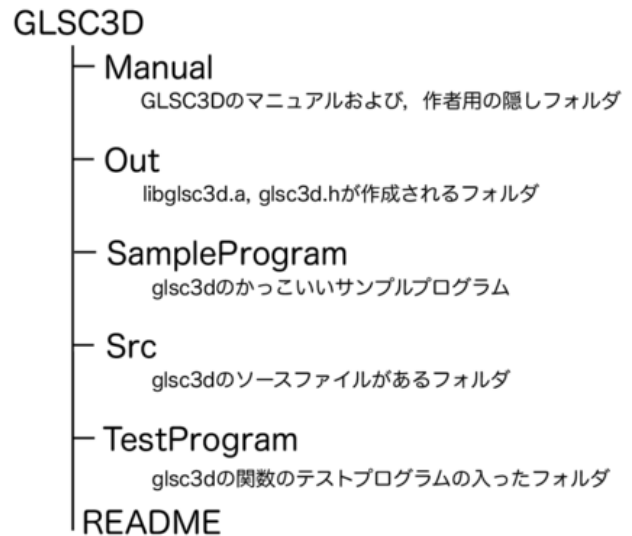 GLSC3D
Manual
GLSC3Dのマニュアルおよび，作者用の隠しフォルダ
Out
libglsc3d.a, glsc3d.hが作成されるフォルダ
SampleProgram
glsc3dのかっこいいサンプルプログラム
Src
glsc3dのソースファイルがあるフォルダ
TestProgram
glsc3dの関数のテストプログラムの入ったフォルダ
README